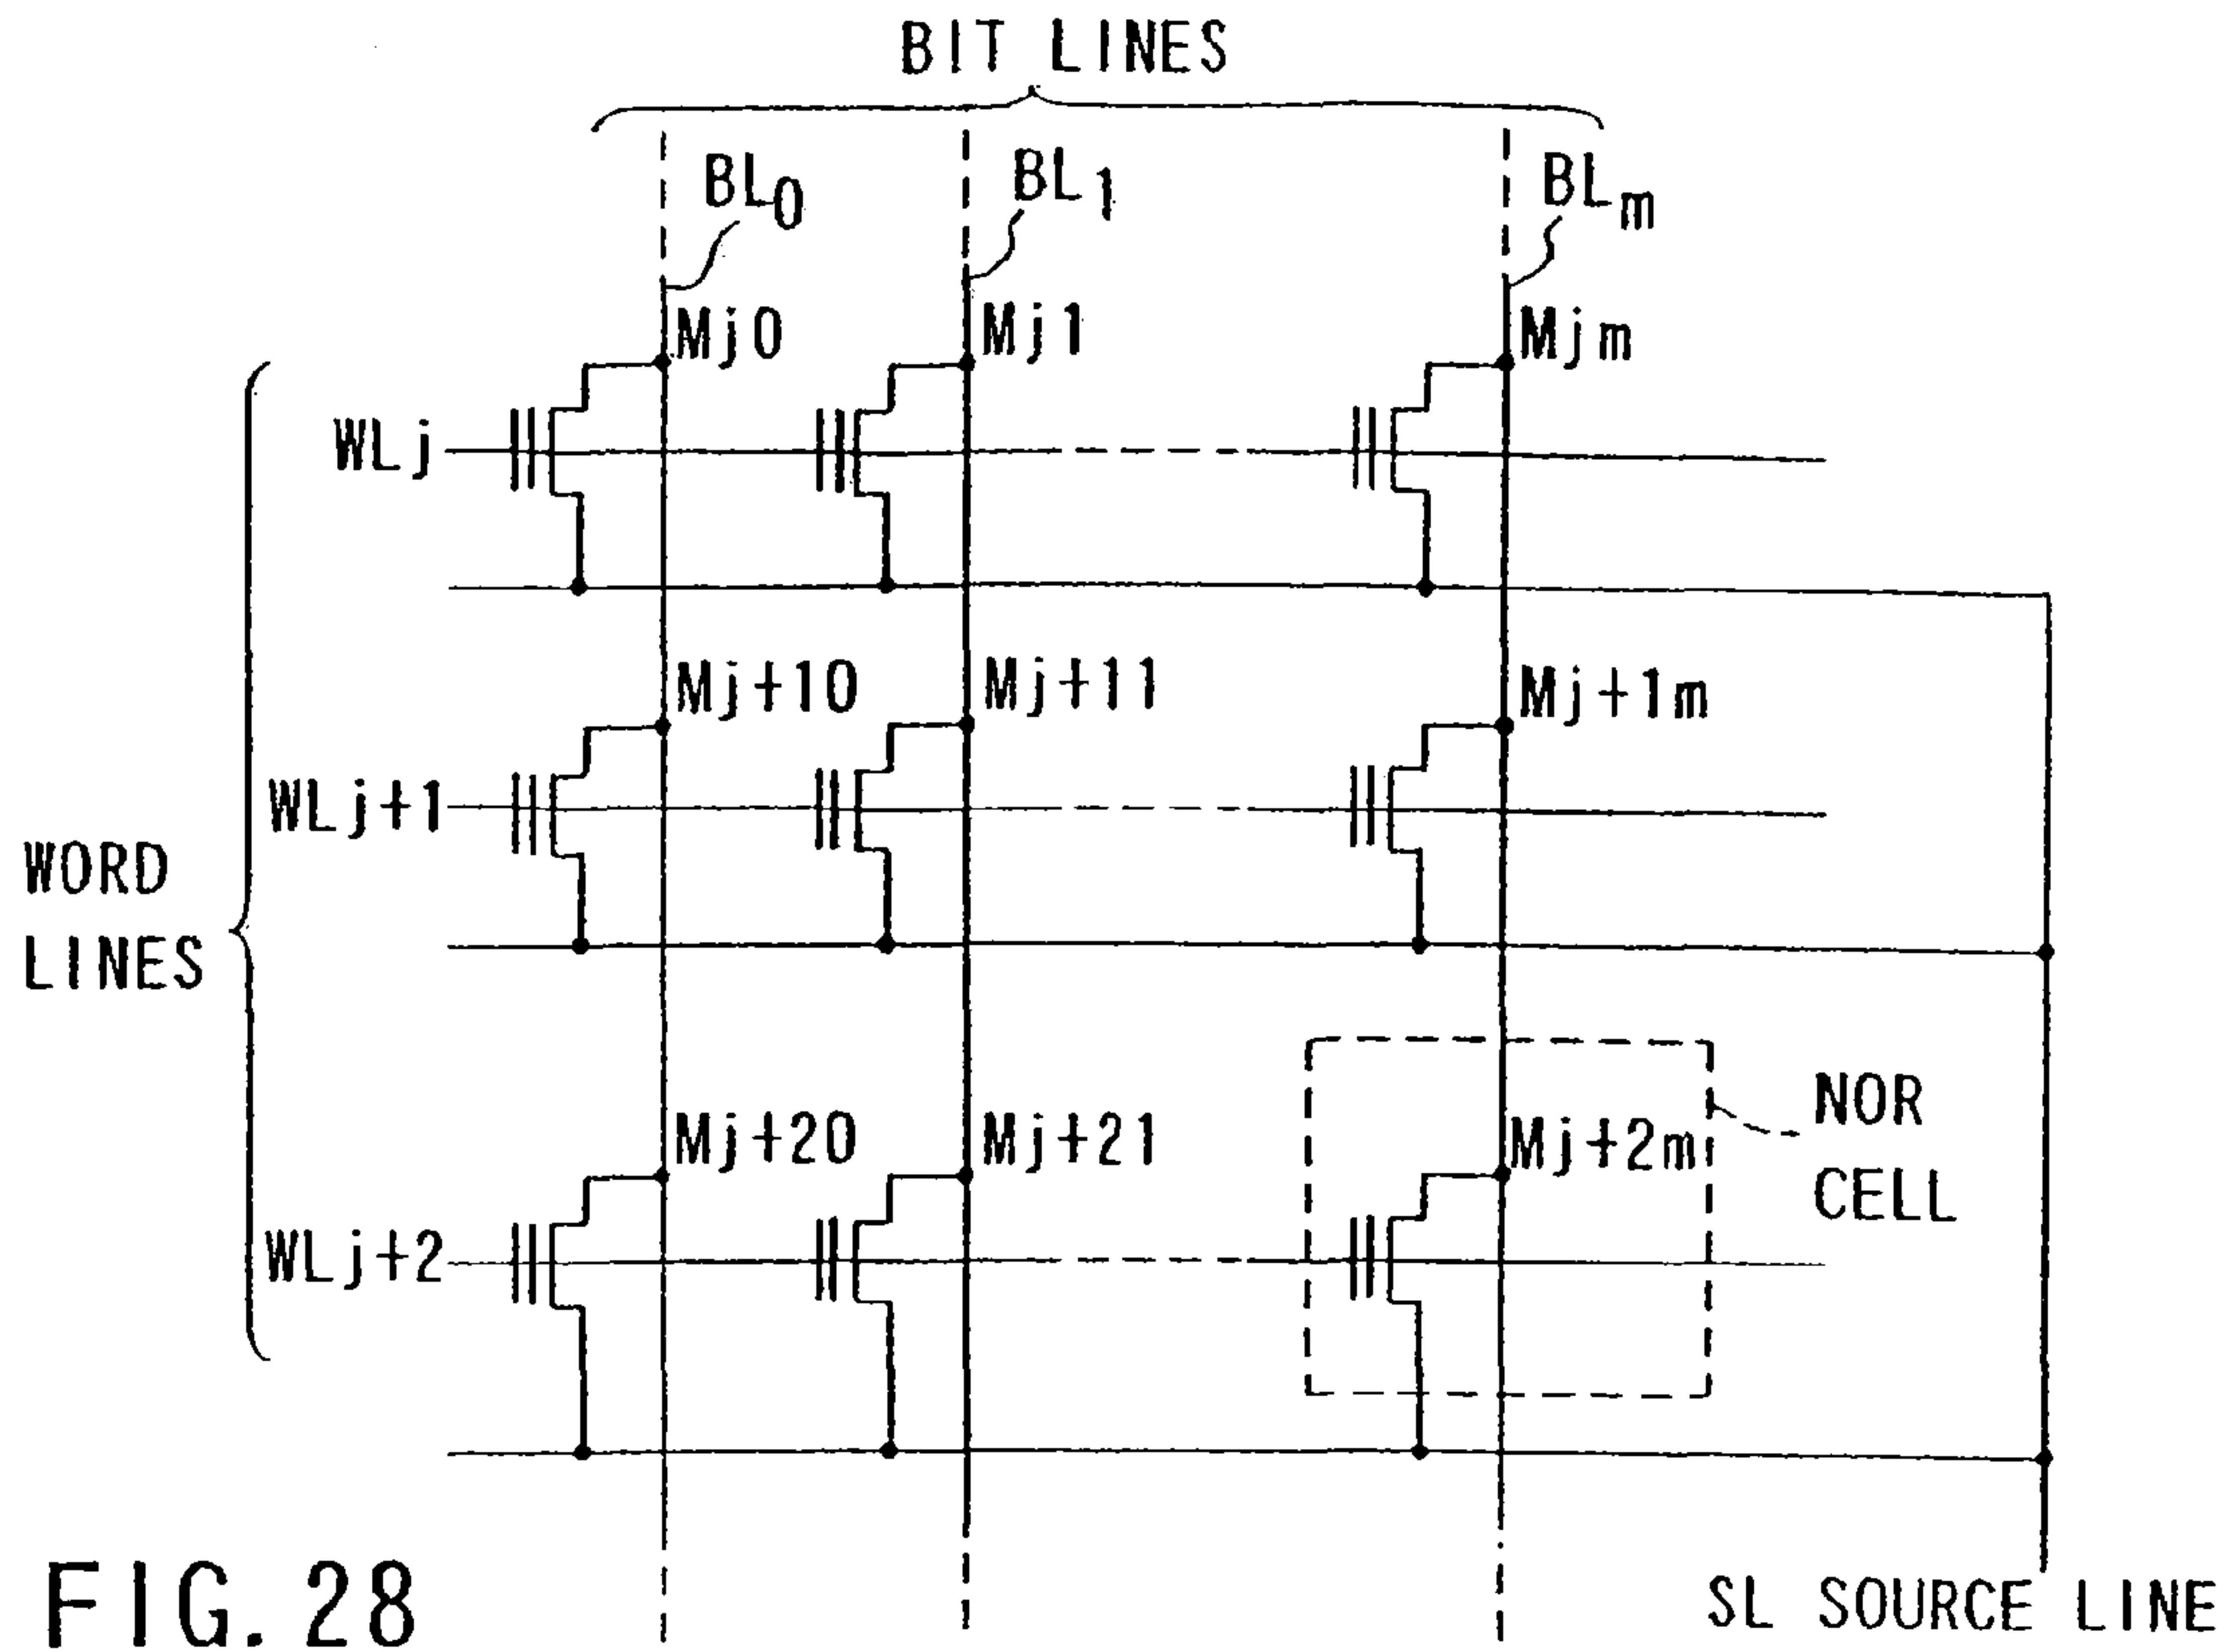 BIT LINES
BL0 BL1 BLm
Mj0 Mj1 Mjm
WLj
Mj+10 Mj+11 Mj+1m
WLj+1
WORD
LINES
NOR
CELL
Mj+20 Mj+21 Mj+2m
WLj+2
FIG. 28
SL SOURCE LINE